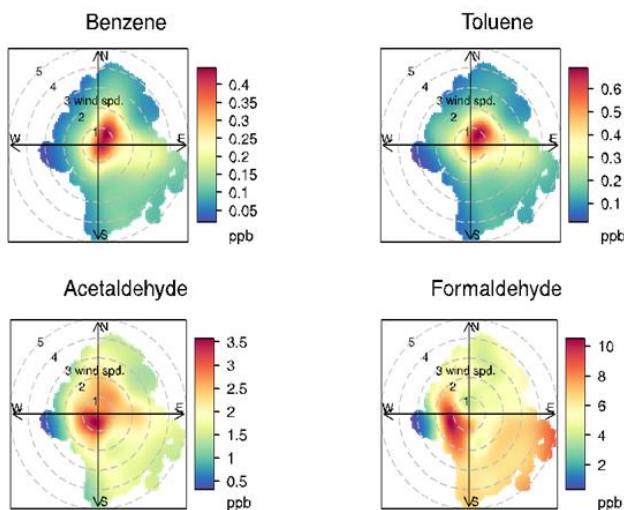 Benzene
N
5
4
3 wind spd.
2
1
W
E
S
0.4
0.35
0.3
0.25
0.2
0.15
0.1
0.05
ppb
Toluene
N
5
4
3 wind spd.
2
1
W
E
S
0.6
0.5
0.4
0.3
0.2
0.1
ppb
Acetaldehyde
N
5
4
3 wind spd.
2
1
W
E
S
3.5
3
2.5
2
1.5
1
0.5
ppb
Formaldehyde
N
5
4
3 wind spd.
2
1
W
E
S
10
8
6
4
2
ppb